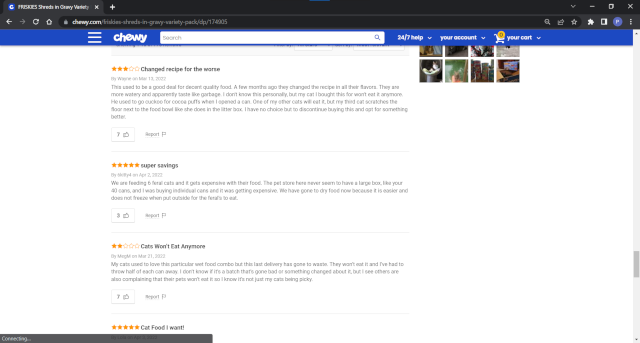 FRISKIES Shreds in Gravy Variety
chewy.com/friskies-shreds-in-gravy-variety-pack/dp/174905
chewy
Search
24/7 help
your account
your cart
Changed recipe for the worse
By Wayne on Mar 13, 2022
This used to be a good deal for decent quality food. A few months ago they changed the recipe in all their flavors. They are
more watery and apparently taste like garbage. I don't know this personally, but my cat I bought this for won't eat it anymore.
He used to go cuckoo for cocoa puffs when I opened a can. One of my other cats will eat it, but my third cat scratches the
floor next to the food bowl like she does in the litter box. I have no choice but to discontinue buying this and opt for something
better.
7
Report
super savings
on Apr 2, 2022
We are feeding 6 feral cats and it gets expensive with their food. The pet store here never seem to have a large box, like your
40 cans, and I was buying individual cans and it was getting expensive. We have gone to dry food now because it is easier and
does not freeze when put outside for the feral's to eat.
3
Report
Cats Won't Eat Anymore
By MegM on Mar 21, 2022
My cats used to love this particular wet food combo but this last delivery has gone to waste. They won't eat it and I've had to
throw half of each can away. I don't know if it's a batch that's gone bad or something changed about it, but I see others are
also complaining that their pets won't eat it so I know it's not just my cats being picky.
7
Report
Cat Food I want!
Connecting...